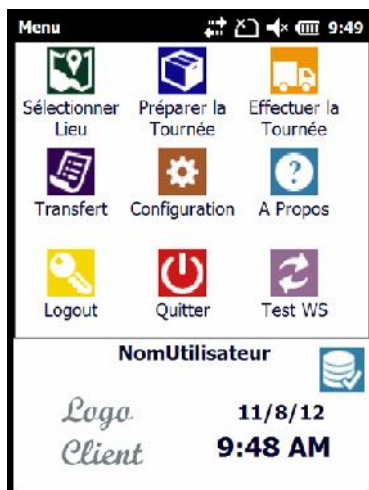 Menu 9:49
Sélectionner Lieu
Préparer la Tournée
Effectuer la Tournée
Transfert
Configuration
A Propos
?
Logout
Quitter
Test WS
NomUtilisateur
Logo Client
11/8/12
9:48 AM